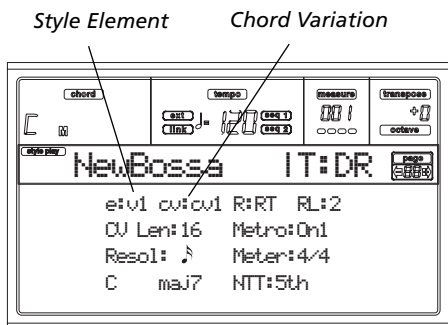 Style Element Chord Variation
chord tempo measure transpose
C M ext ♩= 120 seq 1 001 +0
link seq 2 octave
style play NewBossa IT:DR page
e:v1 cv:cv1 R:RT RL:2
CV Len:16 Metro:On1
Resol: ♪ Meter:4/4
C maj7 NTT:5th